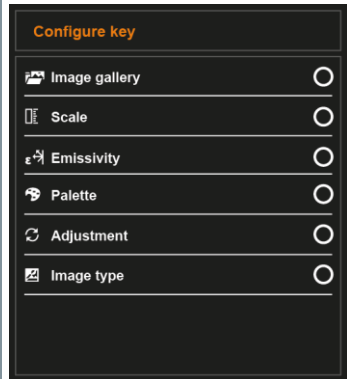 Configure key
Image gallery
Scale
ε Emissivity
Palette
Adjustment
Image type